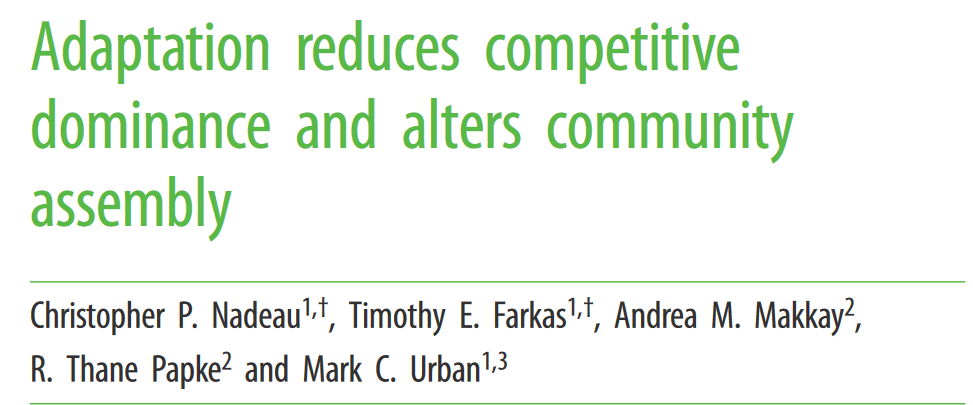 Adaptation reduces competitive
dominance and alters community
assembly
Christopher P. Nadeau1,†, Timothy E. Farkas1,†, Andrea M. Makkay2,
R. Thane Papke2 and Mark C. Urban1,3